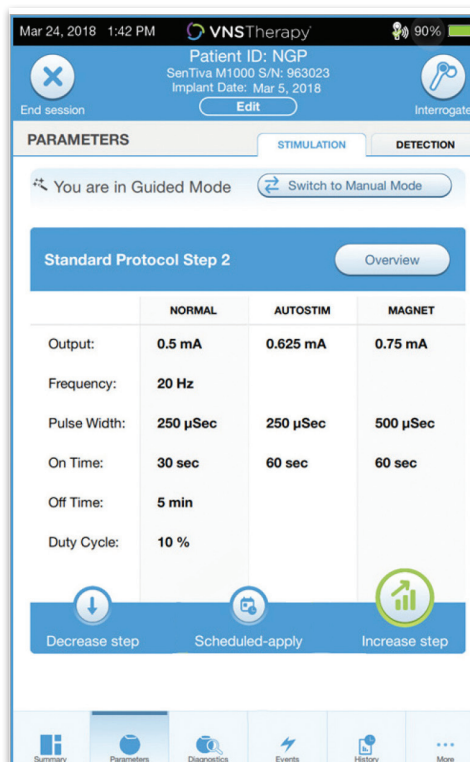 Mar 24, 2018 1:42 PM VNSTherapy 90%
Patient ID: NGP
SenTiva M1000 S/N: 963023
Implant Date: Mar 5, 2018
End session Edit Interrogate
PARAMETERS STIMULATION DETECTION
You are in Guided Mode Switch to Manual Mode
Standard Protocol Step 2 Overview
NORMAL AUTOSTIM MAGNET
Output: 0.5 mA 0.625 mA 0.75 mA
Frequency: 20 Hz
Pulse Width: 250 µSec 250 µSec 500 µSec
On Time: 30 sec 60 sec 60 sec
Off Time: 5 min
Duty Cycle: 10 %
Decrease step Scheduled-apply Increase step
Summary Parameters Diagnostics Events History More